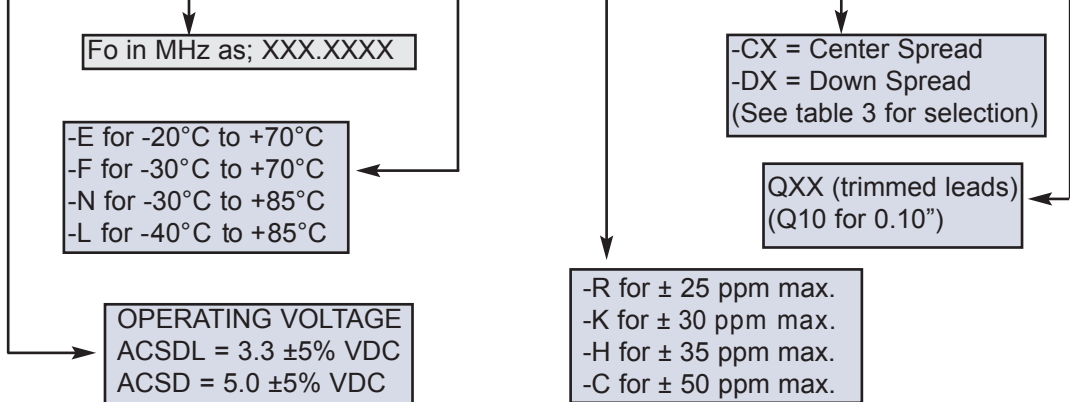 Fo in MHz as; XXX.XXXX
-E for -20°C to +70°C
-F for -30°C to +70°C
-N for -30°C to +85°C
-L for -40°C to +85°C
OPERATING VOLTAGE
ACSDL = 3.3 ±5% VDC
ACSD = 5.0 ±5% VDC
-R for ± 25 ppm max.
-K for ± 30 ppm max.
-H for ± 35 ppm max.
-C for ± 50 ppm max.
-CX = Center Spread
-DX = Down Spread
(See table 3 for selection)
QXX (trimmed leads)
(Q10 for 0.10”)